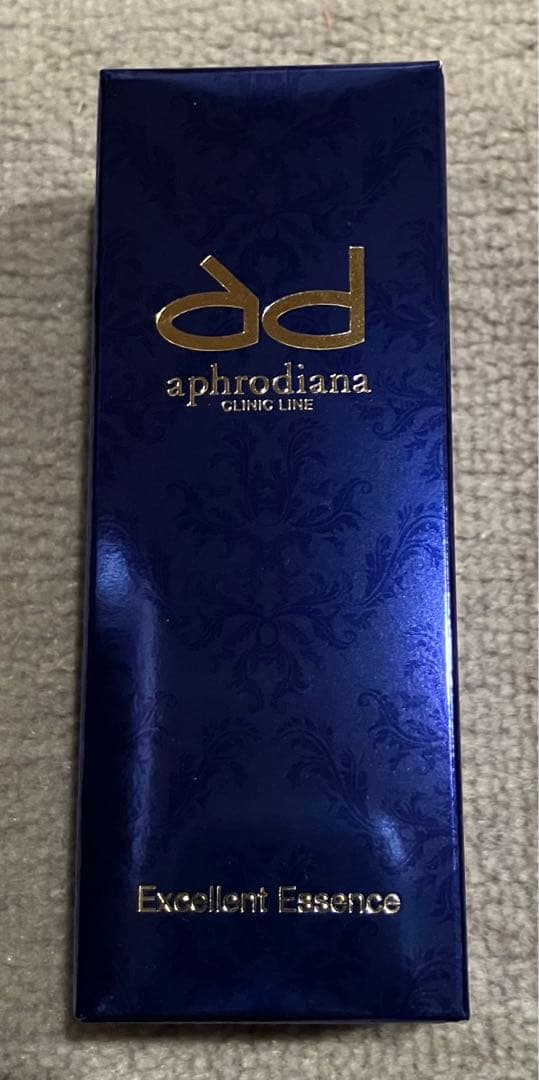 ad
aphrodiana
CLINIC LINE
Excellent Essence